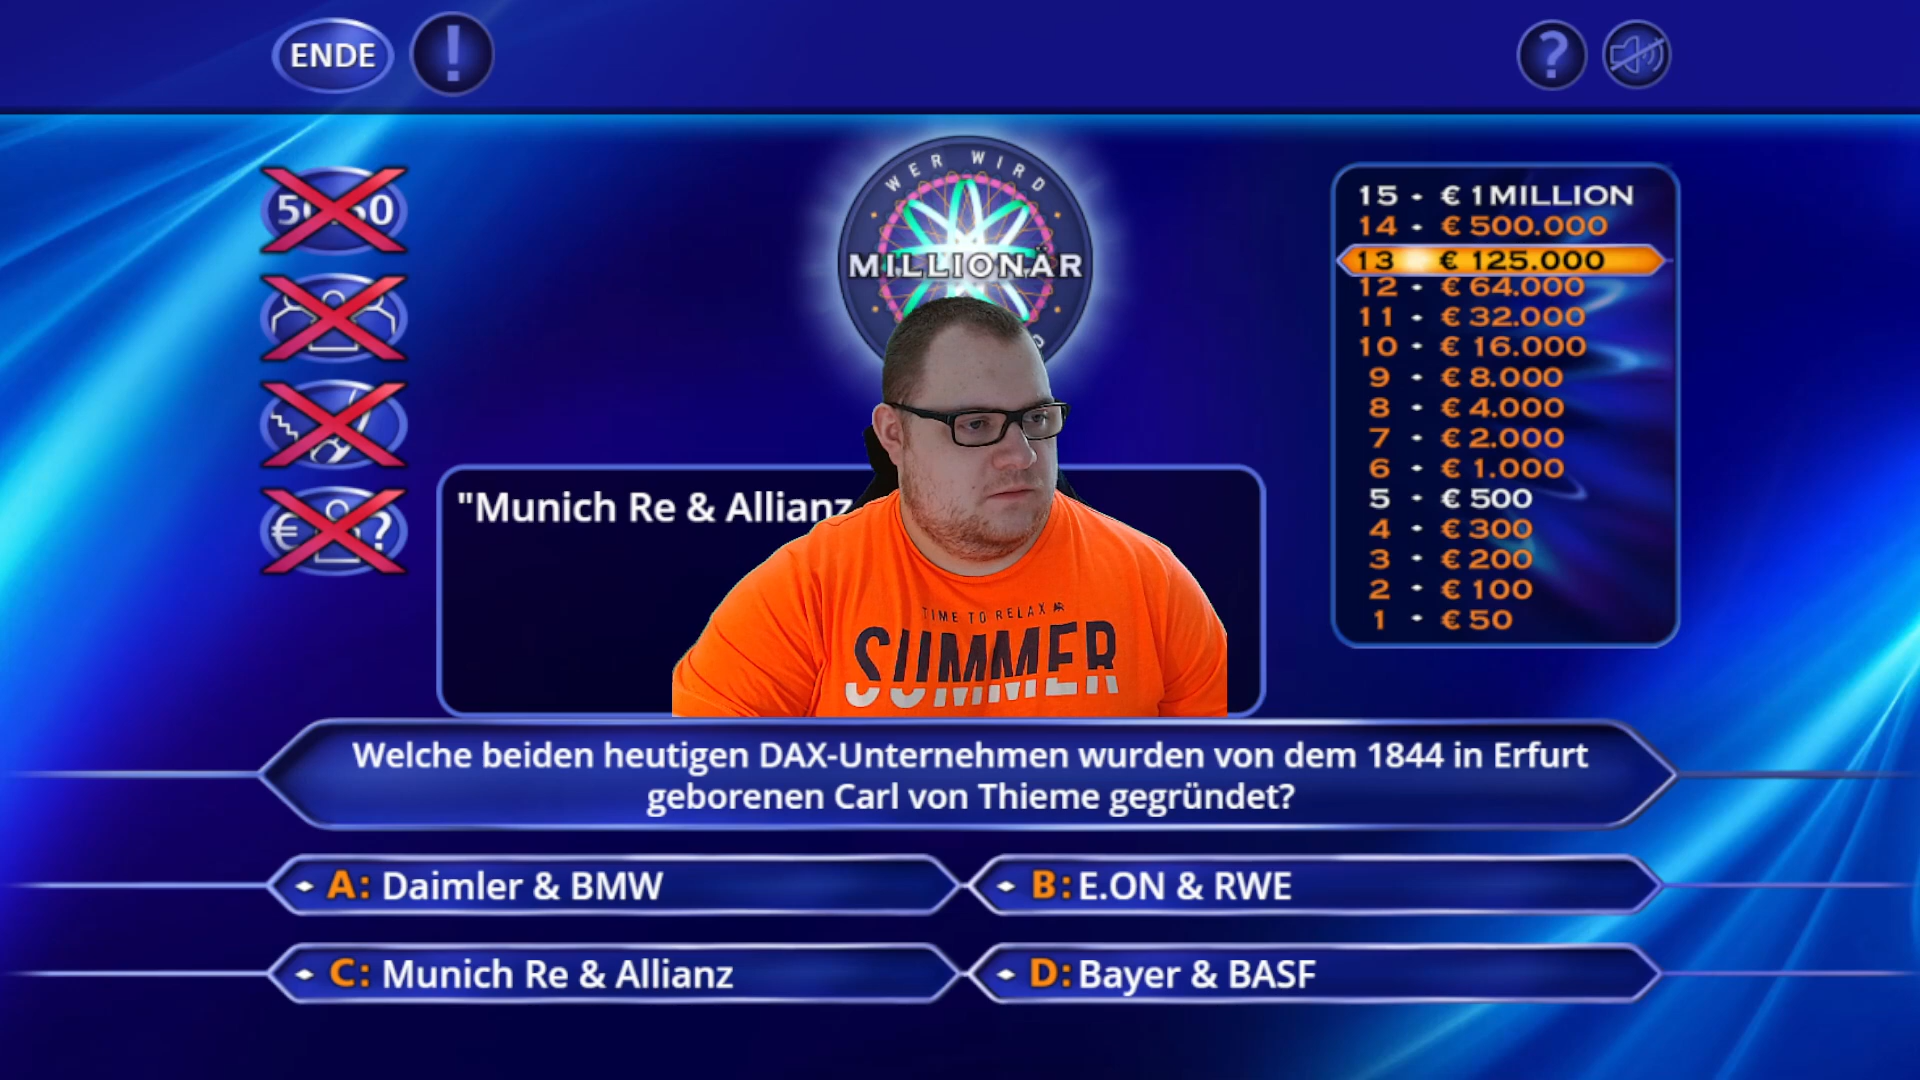 ENDE
!
?
WER WIRD
MILLIONÄR
50:50
€ ?
15 · € 1 MILLION
14 · € 500.000
13 € 125.000
12 · € 64.000
11 · € 32.000
10 · € 16.000
9 · € 8.000
8 · € 4.000
7 · € 2.000
6 · € 1.000
5 · € 500
4 · € 300
3 · € 200
2 · € 100
1 · € 50
"Munich Re & Allianz
TIME TO RELAX
SUMMER
Welche beiden heutigen DAX-Unternehmen wurden von dem 1844 in Erfurt
geborenen Carl von Thieme gegründet?
A: Daimler & BMW
B: E.ON & RWE
C: Munich Re & Allianz
D: Bayer & BASF